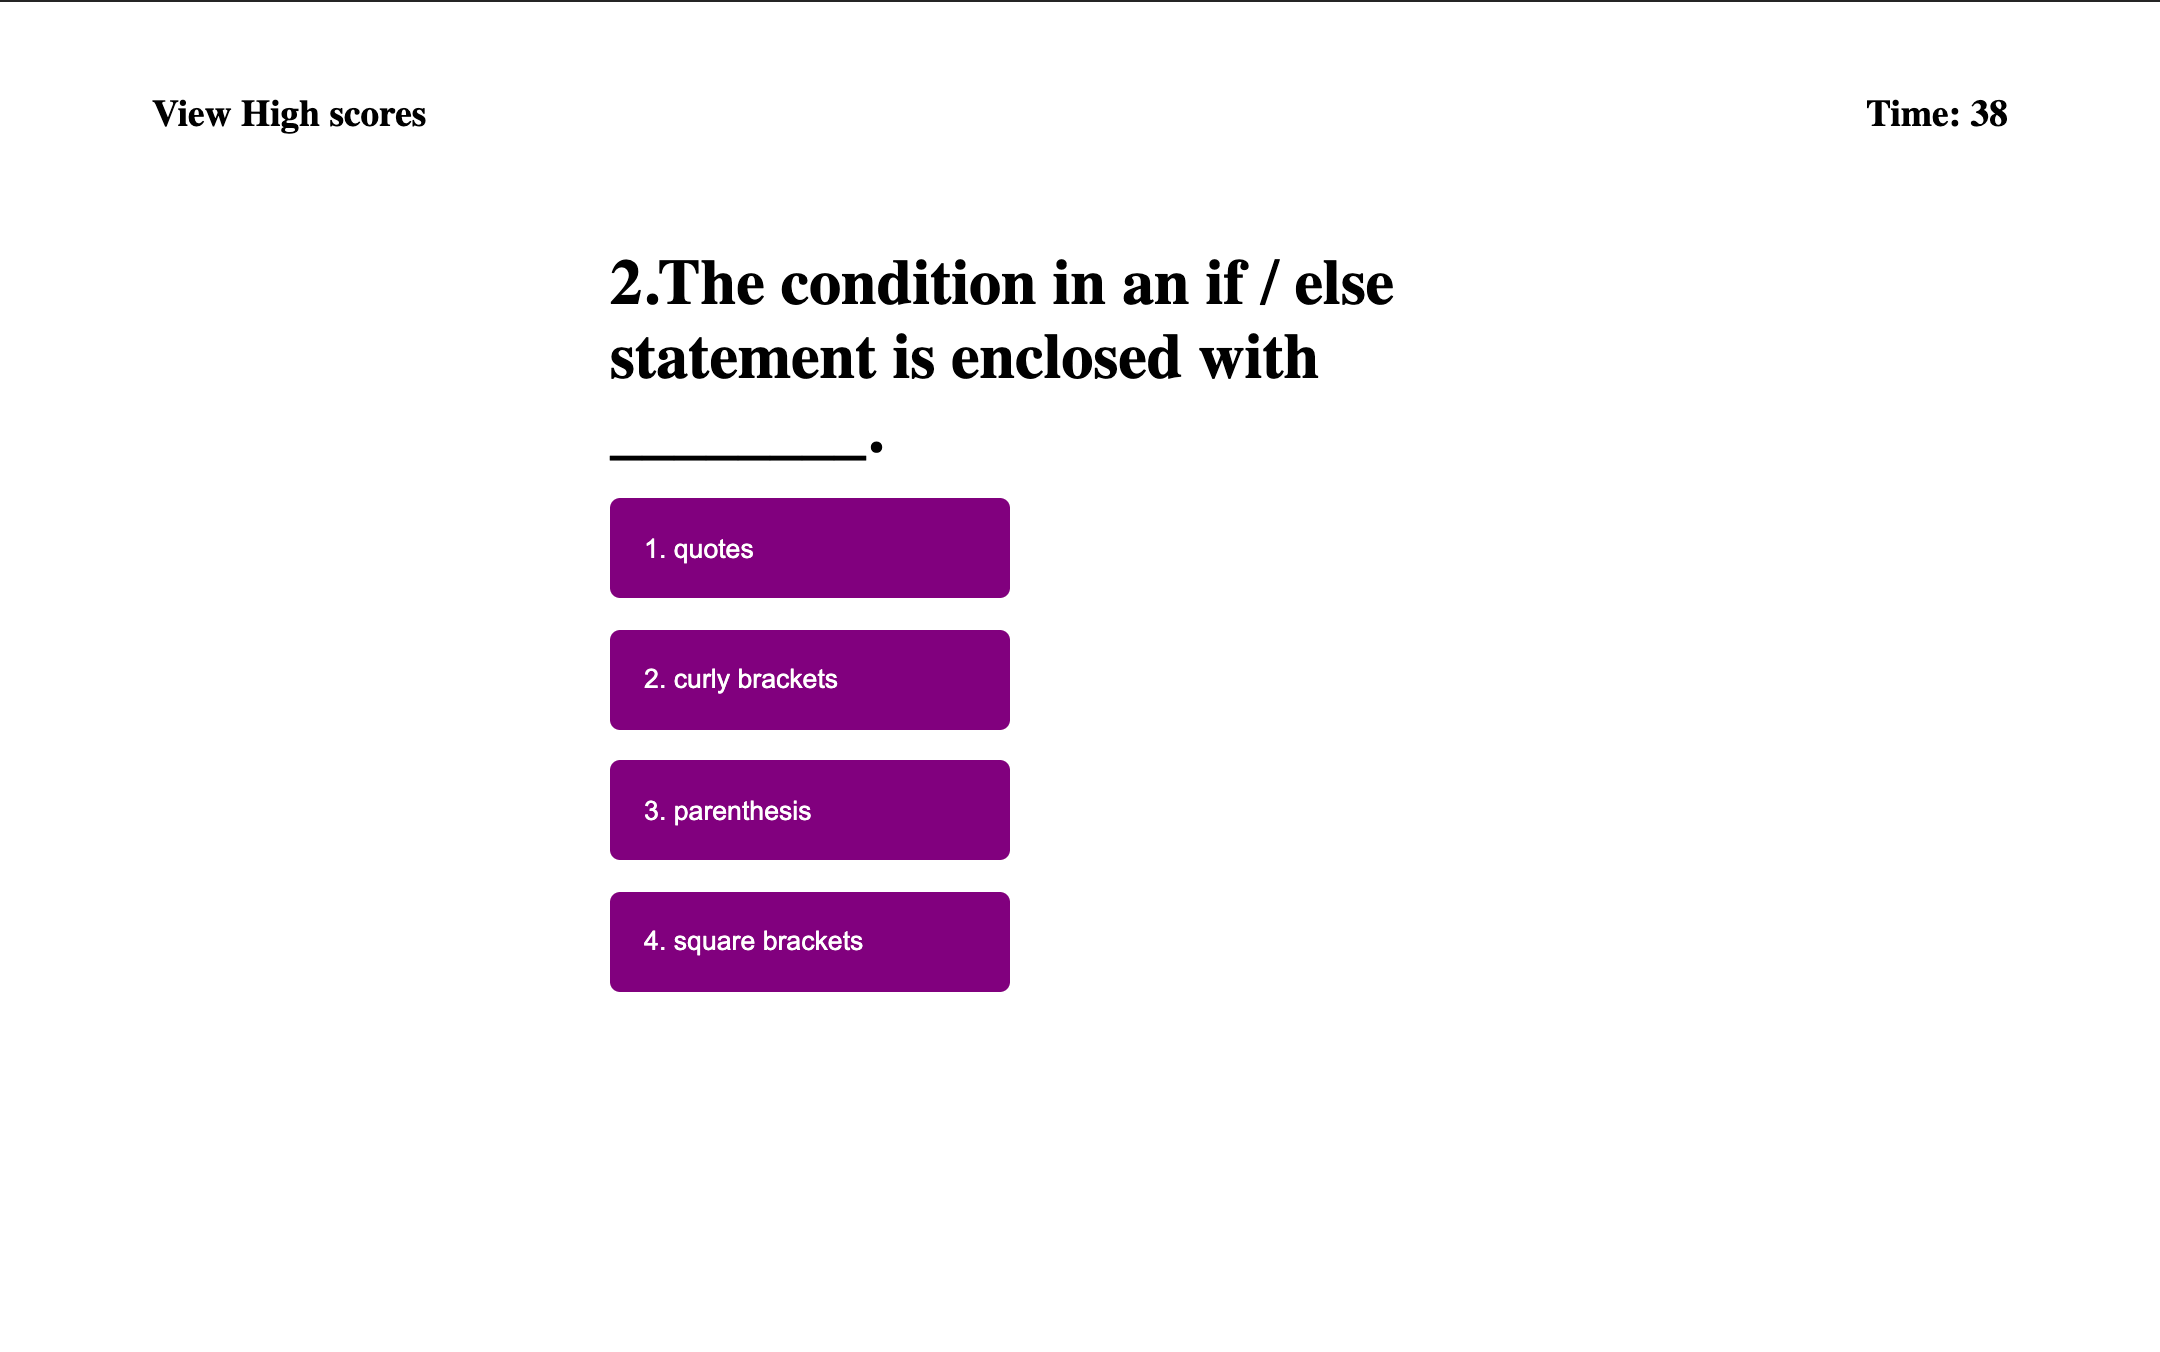 View High scores
Time: 38
2.The condition in an if / else
statement is enclosed with
________.
1. quotes
2. curly brackets
3. parenthesis
4. square brackets